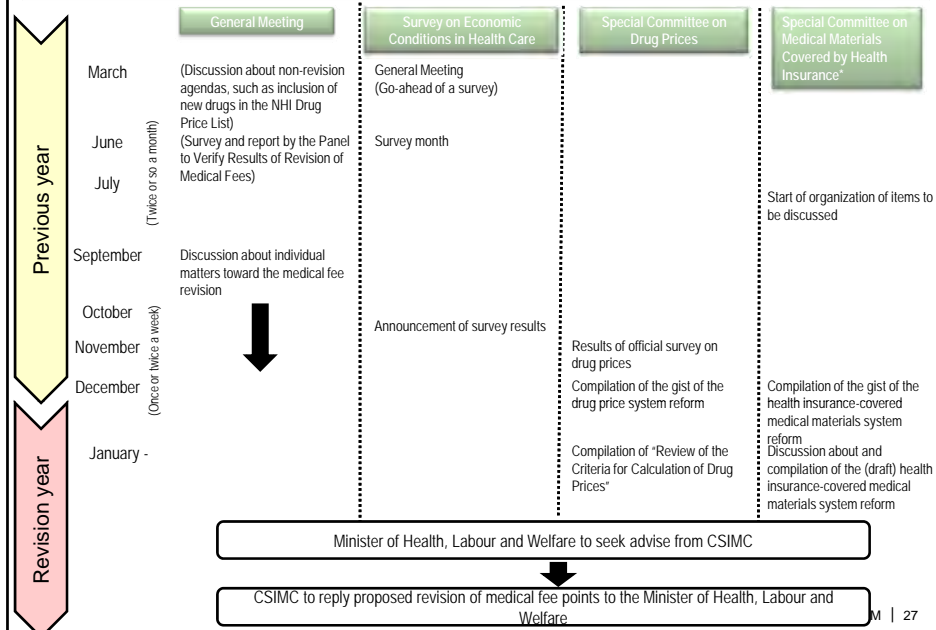 General Meeting
Survey on Economic
Conditions in Health Care
Special Committee on
Drug Prices
Special Committee on
Medical Materials
Covered by Health
Insurance*
Previous year
March
June
July
(Twice or so a month)
September
October
November
December
(Once or twice a week)
Revision year
January -
(Discussion about non-revision
agendas, such as inclusion of
new drugs in the NHI Drug
Price List)
(Survey and report by the Panel
to Verify Results of Revision of
Medical Fees)
Discussion about individual
matters toward the medical fee
revision
General Meeting
(Go-ahead of a survey)
Survey month
Announcement of survey results
Results of official survey on
drug prices
Compilation of the gist of the
drug price system reform
Compilation of "Review of the
Criteria for Calculation of Drug
Prices"
Start of organization of items to
be discussed
Compilation of the gist of the
health insurance-covered
medical materials system
reform
Discussion about and
compilation of the (draft) health
insurance-covered medical
materials system reform
Minister of Health, Labour and Welfare to seek advise from CSIMC
CSIMC to reply proposed revision of medical fee points to the Minister of Health, Labour and
Welfare
M | 27